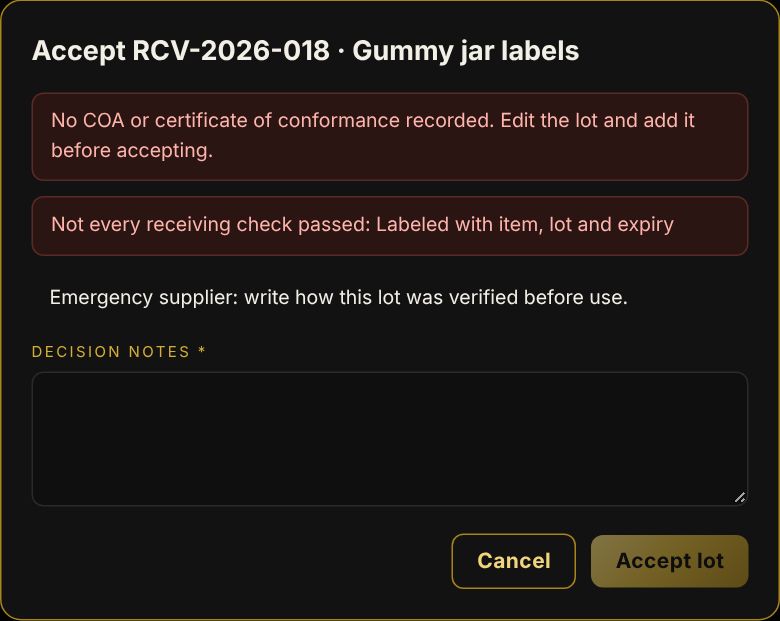 Accept RCV-2026-018 · Gummy jar labels
No COA or certificate of conformance recorded. Edit the lot and add it
before accepting.
Not every receiving check passed: Labeled with item, lot and expiry
Emergency supplier: write how this lot was verified before use.
DECISION NOTES *
Cancel
Accept lot